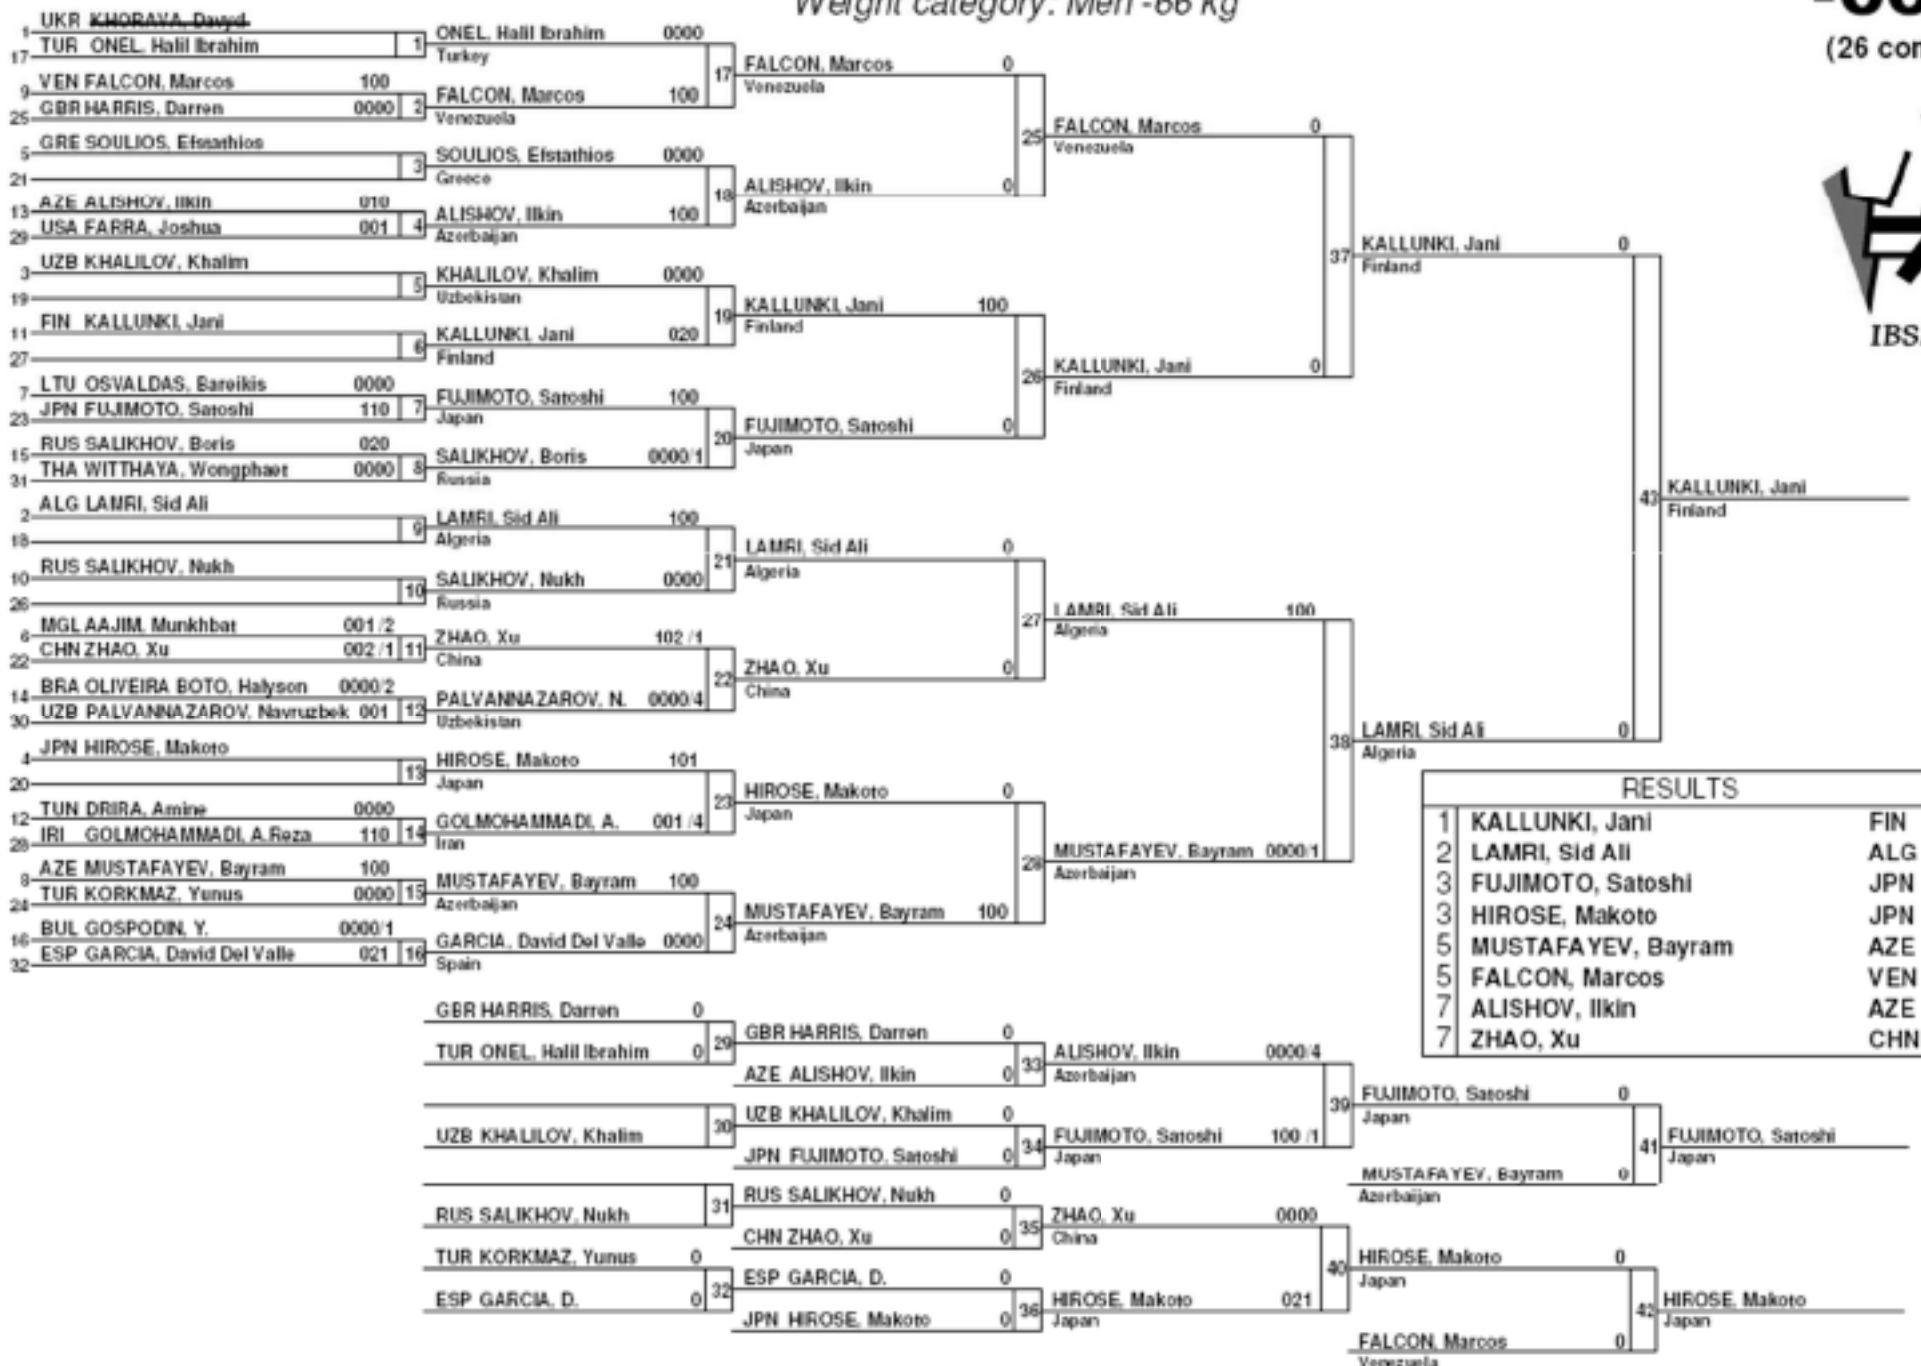 Weight category: Men -66 kg
(26 con
IBS
1 UKR KHORAVA, Davyd
17 TUR ONEL, Halil Ibrahim 1
9 VEN FALCON, Marcos 100
25 GBR HARRIS, Darren 0000 2
5 GRE SOULIOS, Efstathios
21 3
13 AZE ALISHOV, Ilkin 010
29 USA FARRA, Joshua 001 4
3 UZB KHALILOV, Khalim
19 5
11 FIN KALLUNKI, Jani
27 6
7 LTU OSVALDAS, Bareikis 0000
23 JPN FUJIMOTO, Satoshi 110 7
15 RUS SALIKHOV, Boris 020
31 THA WITTHAYA, Wongphaet 0000 8
2 ALG LAMRI, Sid Ali
18 9
10 RUS SALIKHOV, Nukh
26 10
6 MGL AAJIM, Munkhbat 001 /2
22 CHN ZHAO, Xu 002 /1 11
14 BRA OLIVEIRA BOTO, Halyson 0000/2
30 UZB PALVANNAZAROV, Navruzbek 001 12
4 JPN HIROSE, Makoto
20 13
12 TUN DRIRA, Amine 0000
28 IRI GOLMOHAMMADI, A.Reza 110 14
8 AZE MUSTAFAYEV, Bayram 100
24 TUR KORKMAZ, Yunus 0000 15
16 BUL GOSPODIN, Y. 0000/1
32 ESP GARCIA, David Del Valle 021 16
ONEL, Halil Ibrahim 0000
Turkey
17
FALCON, Marcos 100
Venezuela
SOULIOS, Efstathios 0000
Greece
18
ALISHOV, Ilkin 100
Azerbaijan
KHALILOV, Khalim 0000
Uzbekistan
19
KALLUNKI, Jani 020
Finland
FUJIMOTO, Satoshi 100
Japan
20
SALIKHOV, Boris 0000/1
Russia
LAMRI, Sid Ali 100
Algeria
21
SALIKHOV, Nukh 0000
Russia
ZHAO, Xu 102 /1
China
22
PALVANNAZAROV, N. 0000/4
Uzbekistan
HIROSE, Makoto 101
Japan
23
GOLMOHAMMADI, A. 001 /4
Iran
MUSTAFAYEV, Bayram 100
Azerbaijan
24
GARCIA, David Del Valle 0000
Spain
FALCON, Marcos 0
Venezuela
25
ALISHOV, Ilkin 0
Azerbaijan
KALLUNKI, Jani 100
Finland
26
FUJIMOTO, Satoshi 0
Japan
LAMRI, Sid Ali 0
Algeria
27
ZHAO, Xu 0
China
HIROSE, Makoto 0
Japan
28
MUSTAFAYEV, Bayram 100
Azerbaijan
FALCON, Marcos 0
Venezuela
37
KALLUNKI, Jani 0
Finland
LAMRI, Sid Ali 100
Algeria
38
MUSTAFAYEV, Bayram 0000/1
Azerbaijan
KALLUNKI, Jani 0
Finland
43
LAMRI, Sid Ali 0
Algeria
KALLUNKI, Jani
Finland
RESULTS
1 KALLUNKI, Jani FIN
2 LAMRI, Sid Ali ALG
3 FUJIMOTO, Satoshi JPN
3 HIROSE, Makoto JPN
5 MUSTAFAYEV, Bayram AZE
5 FALCON, Marcos VEN
7 ALISHOV, Ilkin AZE
7 ZHAO, Xu CHN
GBR HARRIS, Darren 0
29
TUR ONEL, Halil Ibrahim 0
30
UZB KHALILOV, Khalim
31
RUS SALIKHOV, Nukh
TUR KORKMAZ, Yunus 0
32
ESP GARCIA, D. 0
GBR HARRIS, Darren 0
33
AZE ALISHOV, Ilkin 0
UZB KHALILOV, Khalim 0
34
JPN FUJIMOTO, Satoshi 0
RUS SALIKHOV, Nukh 0
35
CHN ZHAO, Xu 0
ESP GARCIA, D. 0
36
JPN HIROSE, Makoto 0
ALISHOV, Ilkin 0000/4
Azerbaijan
39
FUJIMOTO, Satoshi 100 /1
Japan
ZHAO, Xu 0000
China
40
HIROSE, Makoto 021
Japan
FUJIMOTO, Satoshi 0
Japan
41
MUSTAFAYEV, Bayram 0
Azerbaijan
HIROSE, Makoto 0
Japan
42
FALCON, Marcos 0
Venezuela
FUJIMOTO, Satoshi
Japan
HIROSE, Makoto
Japan